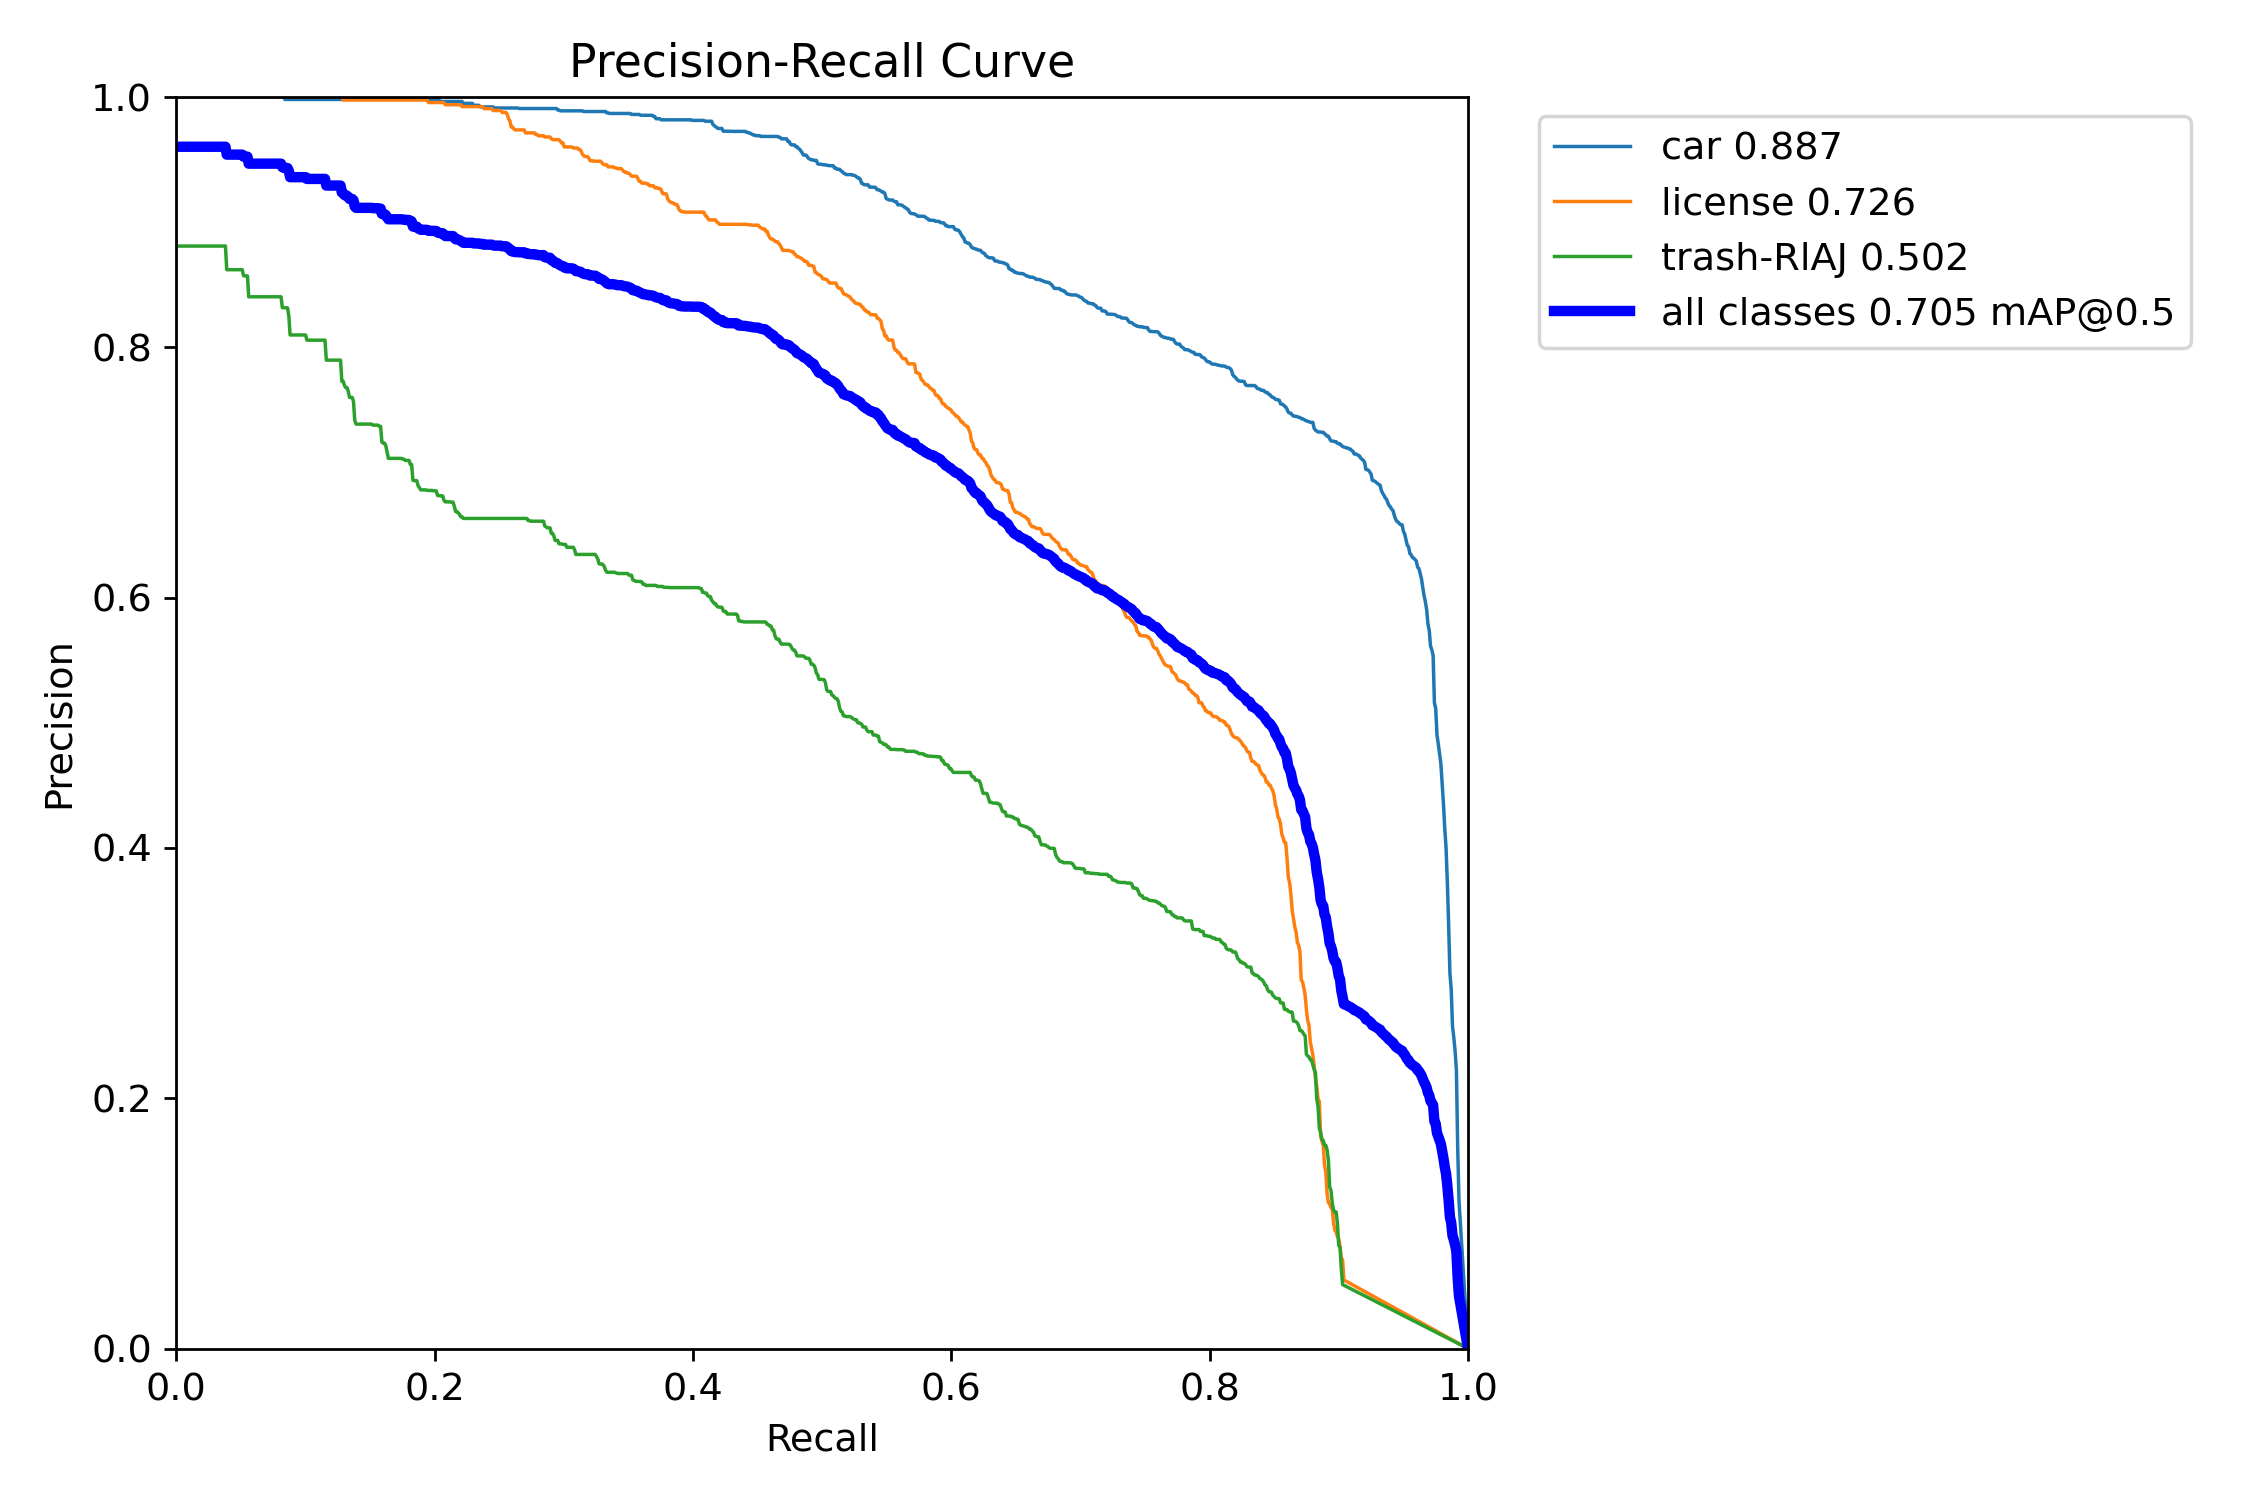 Precision-Recall Curve
1.0
0.8
0.6
0.4
0.2
0.0
Precision
0.0 0.2 0.4 0.6 0.8 1.0
Recall
car 0.887
license 0.726
trash-RlAJ 0.502
all classes 0.705 mAP@0.5